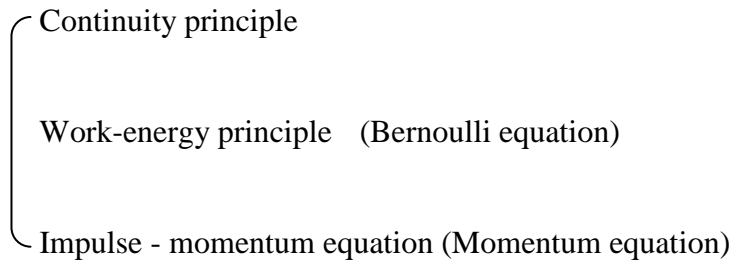 Continuity principle
Work-energy principle (Bernoulli equation)
Impulse - momentum equation (Momentum equation)